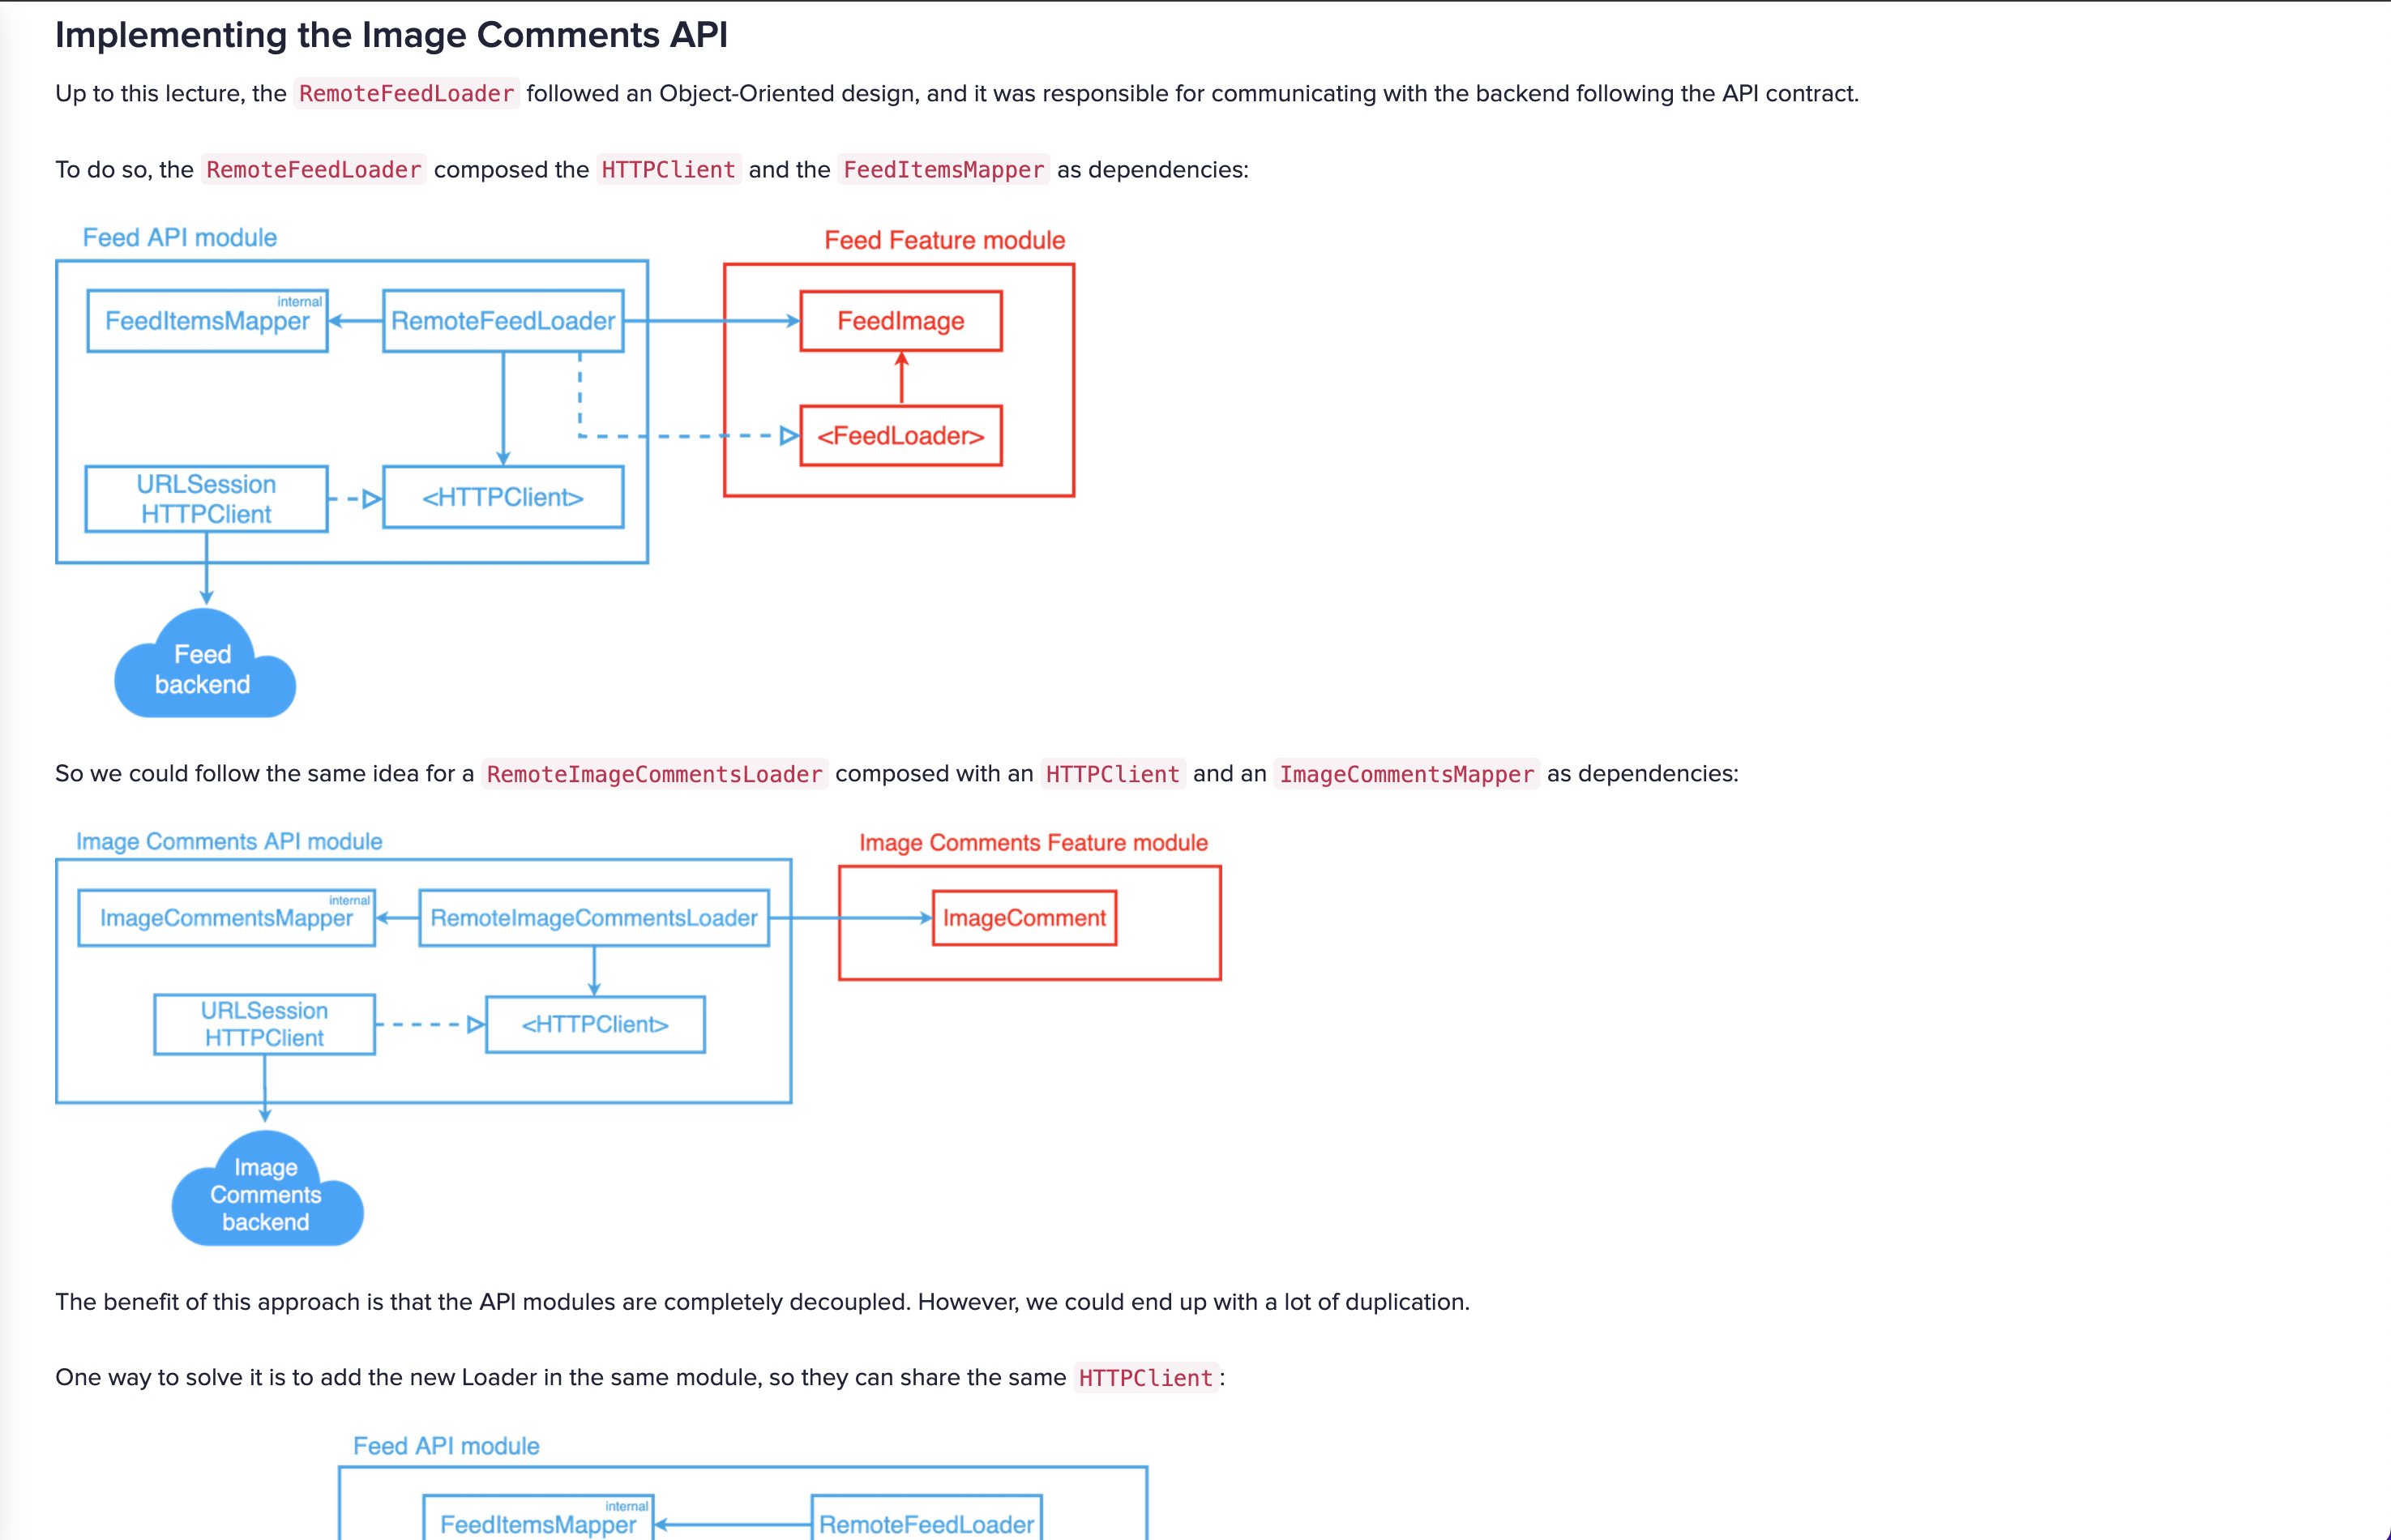 Implementing the Image Comments API
Up to this lecture, the RemoteFeedLoader followed an Object-Oriented design, and it was responsible for communicating with the backend following the API contract.
To do so, the RemoteFeedLoader composed the HTTPClient and the FeedItemsMapper as dependencies:
Feed API module
Feed Feature module
internal
FeedItemsMapper
RemoteFeedLoader
FeedImage
<FeedLoader>
URLSession
HTTPClient
<HTTPClient>
Feed
backend
So we could follow the same idea for a RemoteImageCommentsLoader composed with an HTTPClient and an ImageCommentsMapper as dependencies:
Image Comments API module
Image Comments Feature module
internal
ImageCommentsMapper
RemoteImageCommentsLoader
ImageComment
URLSession
HTTPClient
<HTTPClient>
Image
Comments
backend
The benefit of this approach is that the API modules are completely decoupled. However, we could end up with a lot of duplication.
One way to solve it is to add the new Loader in the same module, so they can share the same HTTPClient:
Feed API module
internal
FeedItemsMapper
RemoteFeedLoader